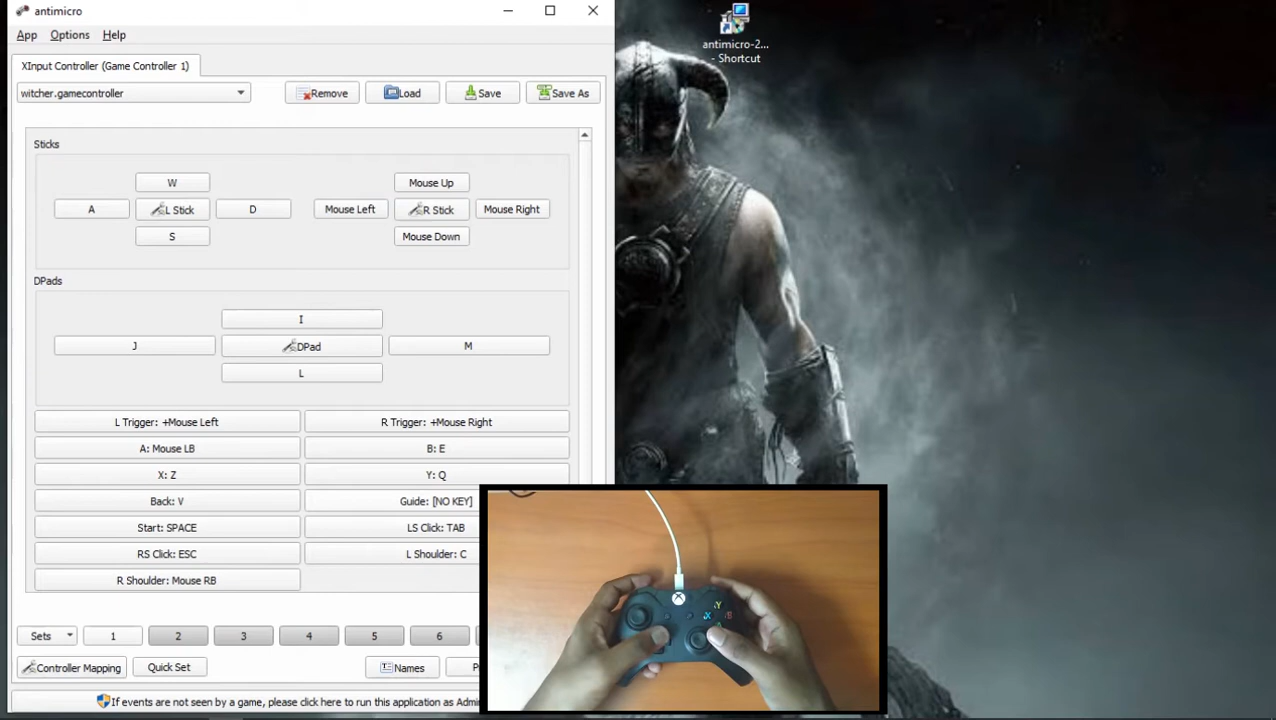 antimicro
App Options Help
XInput Controller (Game Controller 1)
witcher.gamecontroller
Remove
Load
Save
Save As
Sticks
W
Mouse Up
A
L Stick
D
Mouse Left
R Stick
Mouse Right
S
Mouse Down
DPads
I
J
DPad
M
L
L Trigger: +Mouse Left
R Trigger: +Mouse Right
A: Mouse LB
B: E
X: Z
Y: Q
Back: V
Guide: [NO KEY]
Start: SPACE
LS Click: TAB
RS Click: ESC
L Shoulder: C
R Shoulder: Mouse RB
Sets
1
2
3
4
5
6
Controller Mapping
Quick Set
Names
If events are not seen by a game, please click here to run this application as Adm
antimicro-2...
- Shortcut
Y
X
B